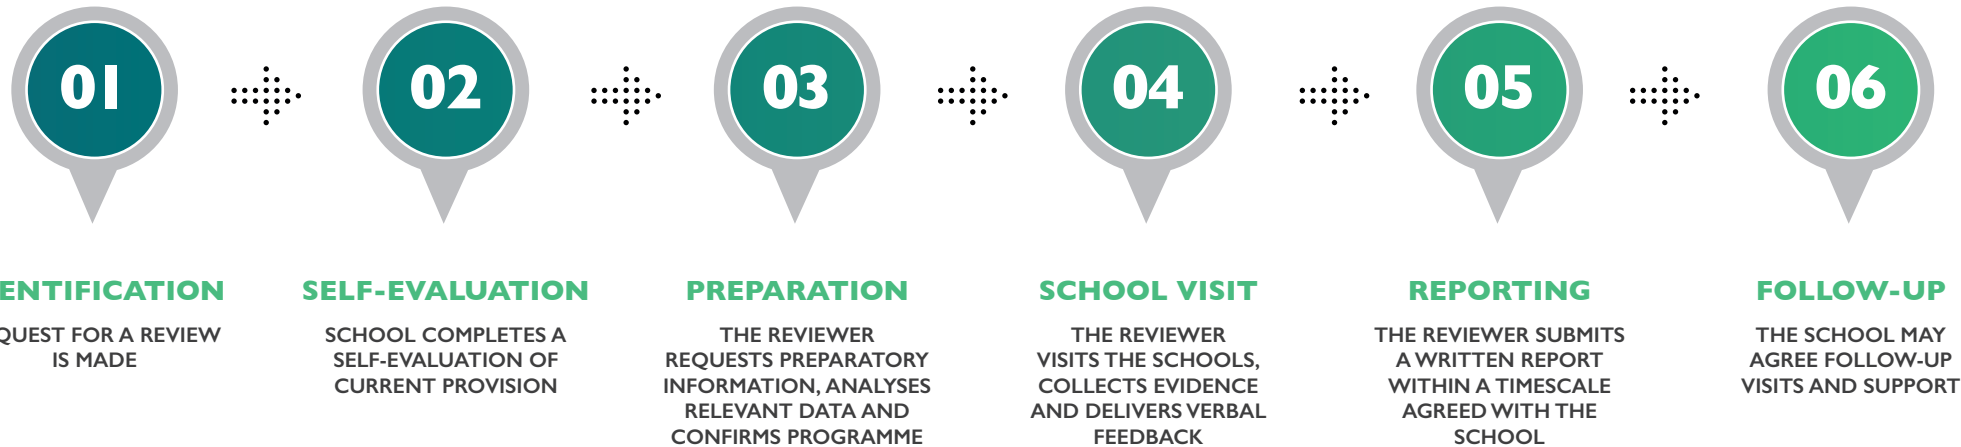 01
02
03
04
05
06
ENTIFICATION
QUEST FOR A REVIEW
IS MADE
SELF-EVALUATION
SCHOOL COMPLETES A
SELF-EVALUATION OF
CURRENT PROVISION
PREPARATION
THE REVIEWER
REQUESTS PREPARATORY
INFORMATION, ANALYSES
RELEVANT DATA AND
CONFIRMS PROGRAMME
SCHOOL VISIT
THE REVIEWER
VISITS THE SCHOOLS,
COLLECTS EVIDENCE
AND DELIVERS VERBAL
FEEDBACK
REPORTING
THE REVIEWER SUBMITS
A WRITTEN REPORT
WITHIN A TIMESCALE
AGREED WITH THE
SCHOOL
FOLLOW-UP
THE SCHOOL MAY
AGREE FOLLOW-UP
VISITS AND SUPPORT